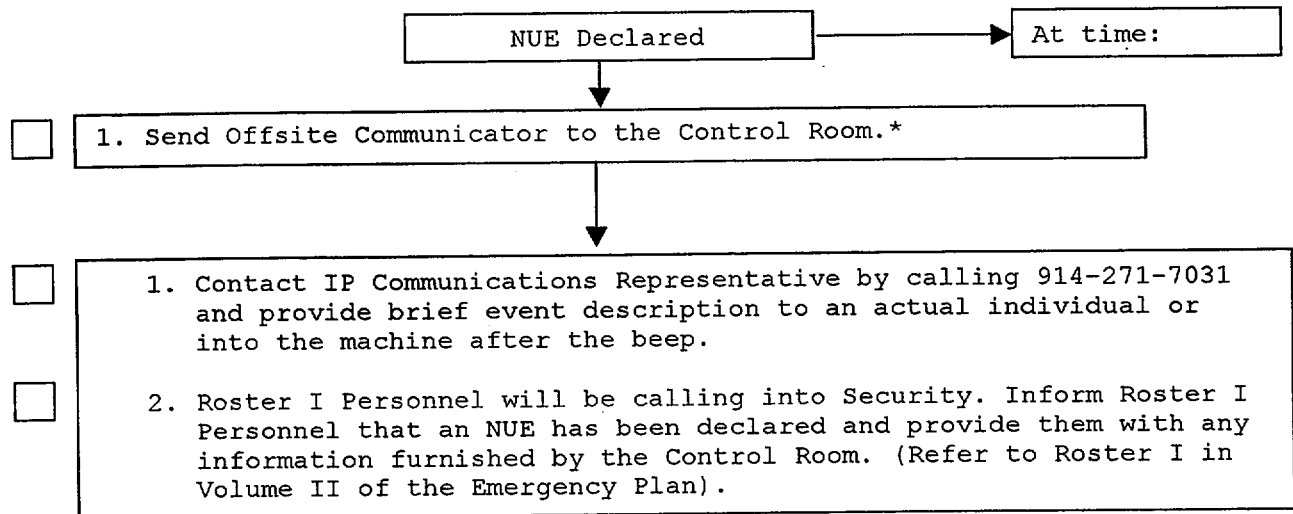 NUE Declared
At time:
1. Send Offsite Communicator to the Control Room.*
1. Contact IP Communications Representative by calling 914-271-7031
and provide brief event description to an actual individual or
into the machine after the beep.
2. Roster I Personnel will be calling into Security. Inform Roster I
Personnel that an NUE has been declared and provide them with any
information furnished by the Control Room. (Refer to Roster I in
Volume II of the Emergency Plan).